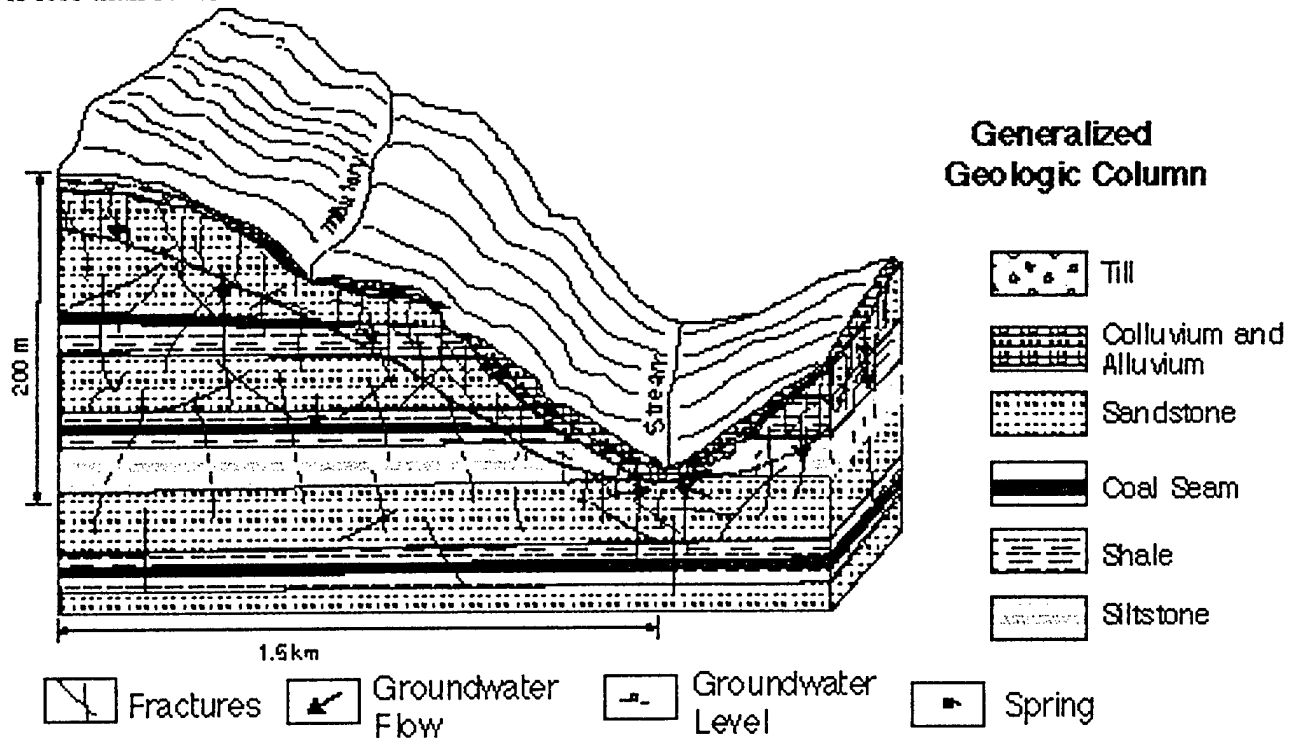 Generalized
Geologic Column
Till
Colluvium and
Alluvium
Sandstone
Coal Seam
Shale
Siltstone
Tributary
Stream
200 m
1.5 km
Fractures
Groundwater
Flow
Groundwater
Level
Spring